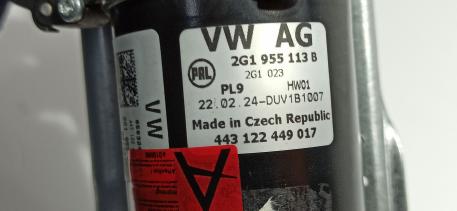 VW AG
2G1 955 113 B
PAL
2G1 023
PL9 HW01
22.02.24-DUV1B1007
Made in Czech Republic
443 122 449 017
VW
A